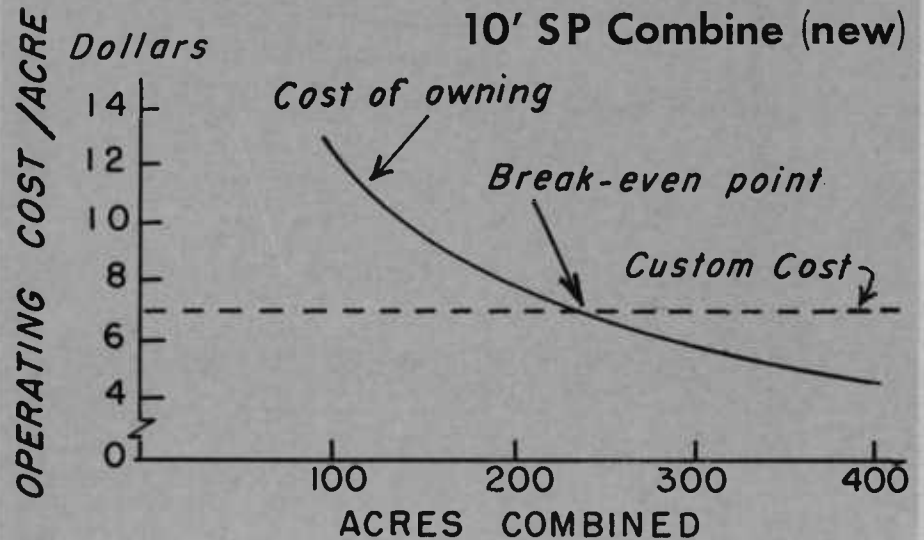 10' SP Combine (new)
OPERATING COST /ACRE
Dollars
14
12
10
8
6
4
0
Cost of owning
Break-even point
Custom Cost
100 200 300 400
ACRES COMBINED